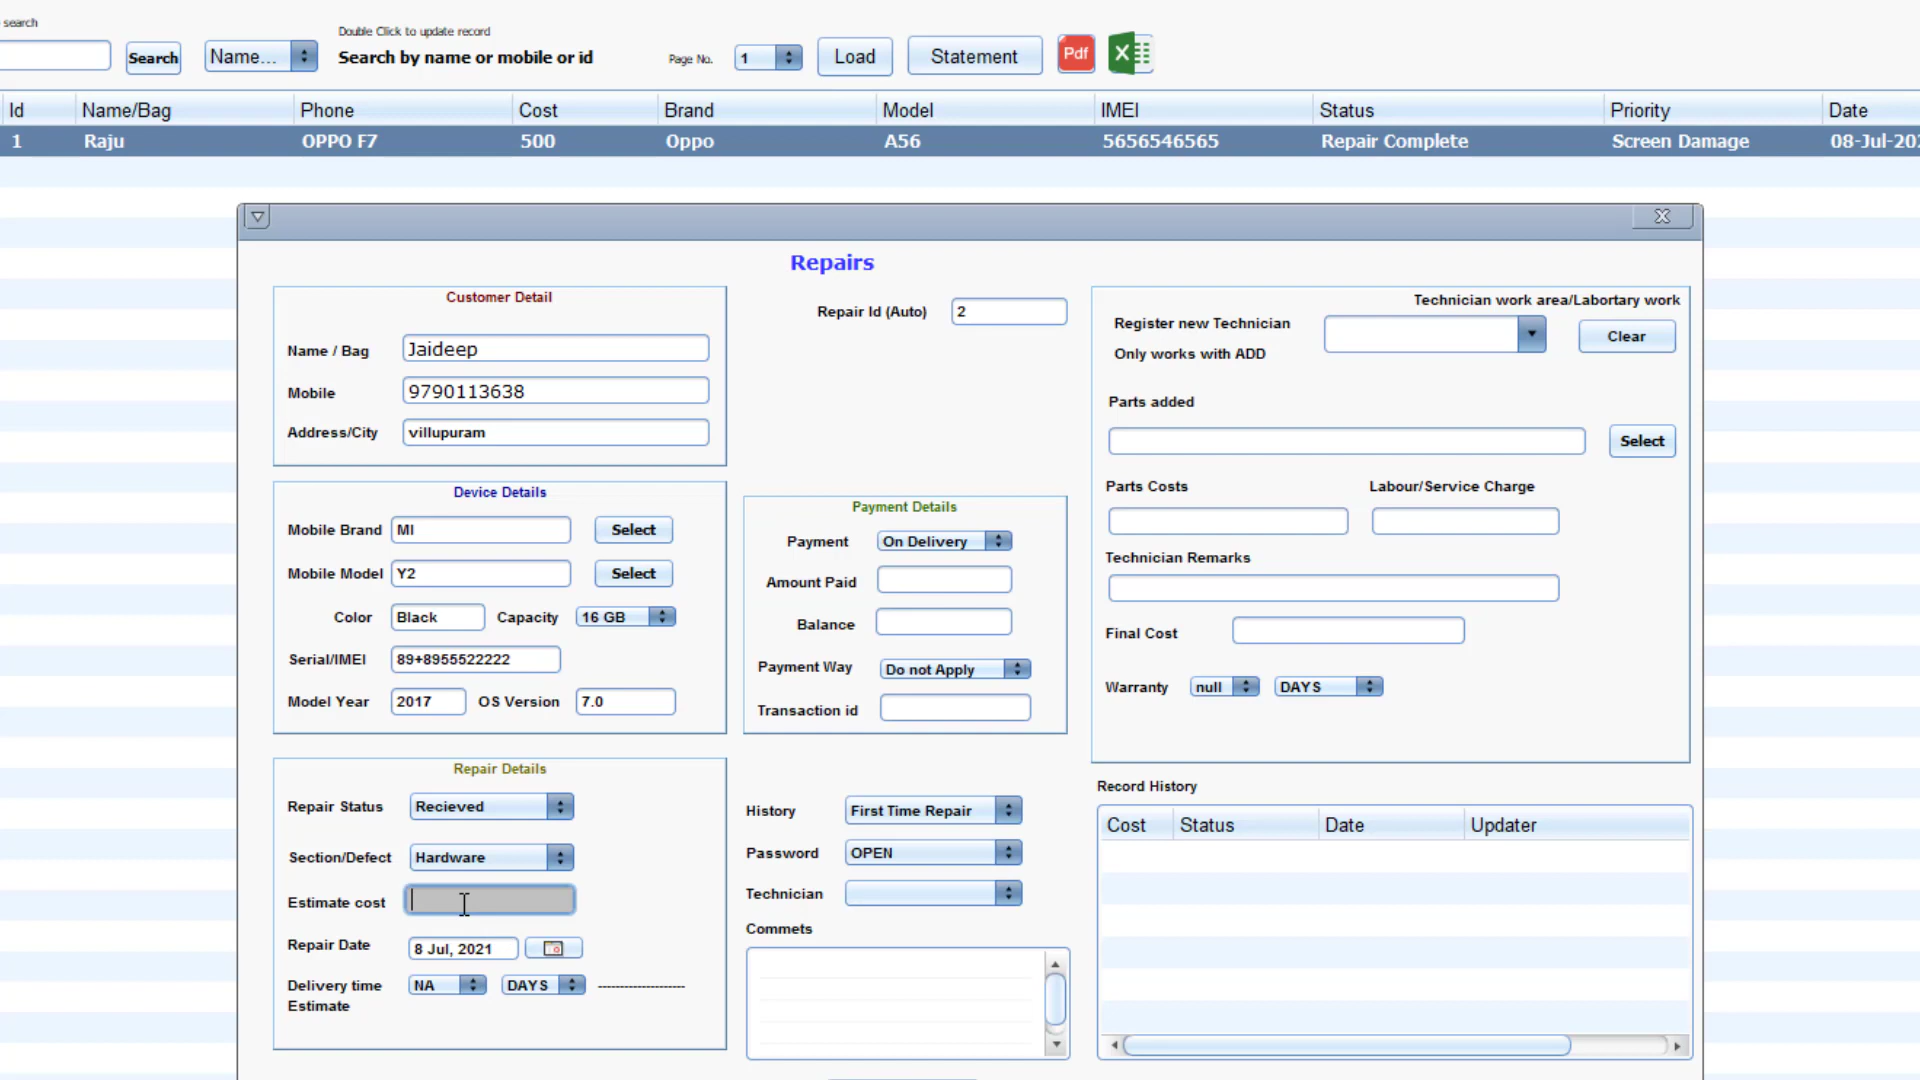 search
Double Click to update record
Search
Name...
Search by name or mobile or id
Page No.
1
Load
Statement
Pdf
X
Id Name/Bag Phone Cost Brand Model IMEI Status Priority Date
1 Raju OPPO F7 500 Oppo A56 5656546565 Repair Complete Screen Damage 08-Jul-20
Repairs
Customer Detail
Name / Bag Jaideep
Mobile 9790113638
Address/City villupuram
Repair Id (Auto) 2
Technician work area/Labortary work
Register new Technician
Only works with ADD
Clear
Parts added
Select
Parts Costs Labour/Service Charge
Technician Remarks
Final Cost
Warranty null DAYS
Device Details
Mobile Brand MI Select
Mobile Model Y2 Select
Color Black Capacity 16 GB
Serial/IMEI 89+8955522222
Model Year 2017 OS Version 7.0
Payment Details
Payment On Delivery
Amount Paid
Balance
Payment Way Do not Apply
Transaction id
Repair Details
Repair Status Recieved
Section/Defect Hardware
Estimate cost
Repair Date 8 Jul, 2021
Delivery time NA DAYS --------------------
Estimate
History First Time Repair
Password OPEN
Technician
Commets
Record History
Cost Status Date Updater